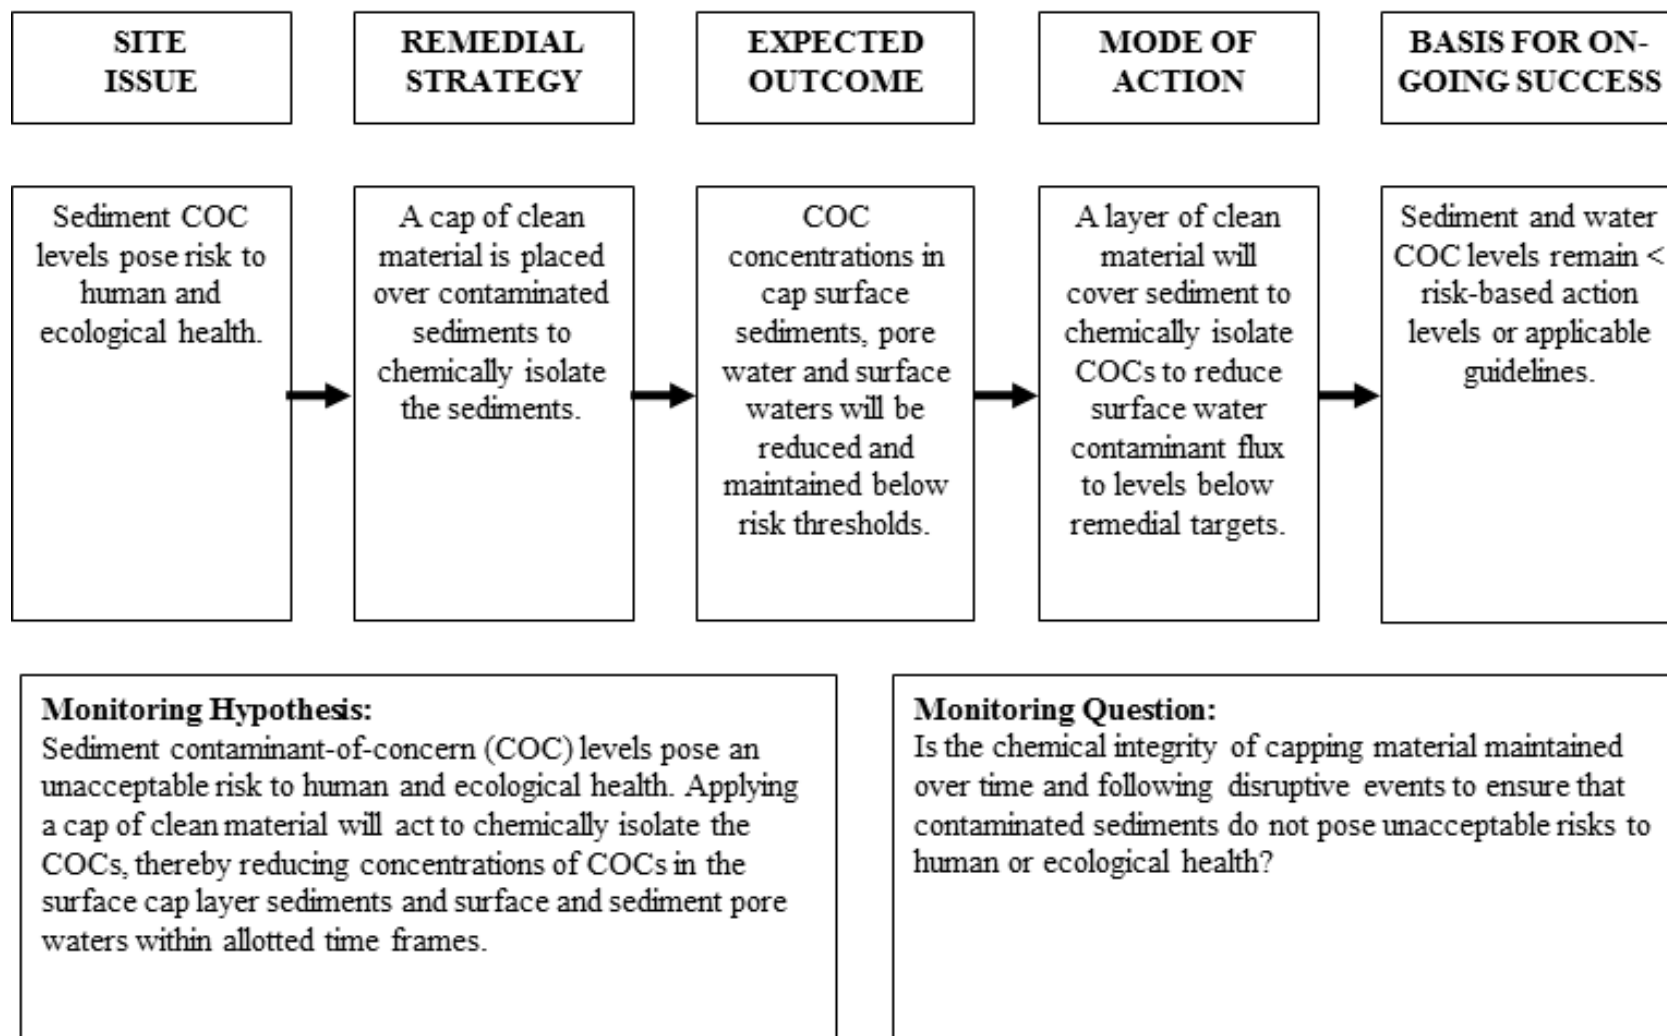 SITE
ISSUE
REMEDIAL
STRATEGY
EXPECTED
OUTCOME
MODE OF
ACTION
BASIS FOR ON-
GOING SUCCESS
Sediment COC
levels pose risk to
human and
ecological health.
A cap of clean
material is placed
over contaminated
sediments to
chemically isolate
the sediments.
COC
concentrations in
cap surface
sediments, pore
water and surface
waters will be
reduced and
maintained below
risk thresholds.
A layer of clean
material will
cover sediment to
chemically isolate
COCs to reduce
surface water
contaminant flux
to levels below
remedial targets.
Sediment and water
COC levels remain <
risk-based action
levels or applicable
guidelines.
Monitoring Hypothesis:
Sediment contaminant-of-concern (COC) levels pose an
unacceptable risk to human and ecological health. Applying
a cap of clean material will act to chemically isolate the
COCs, thereby reducing concentrations of COCs in the
surface cap layer sediments and surface and sediment pore
waters within allotted time frames.
Monitoring Question:
Is the chemical integrity of capping material maintained
over time and following disruptive events to ensure that
contaminated sediments do not pose unacceptable risks to
human or ecological health?